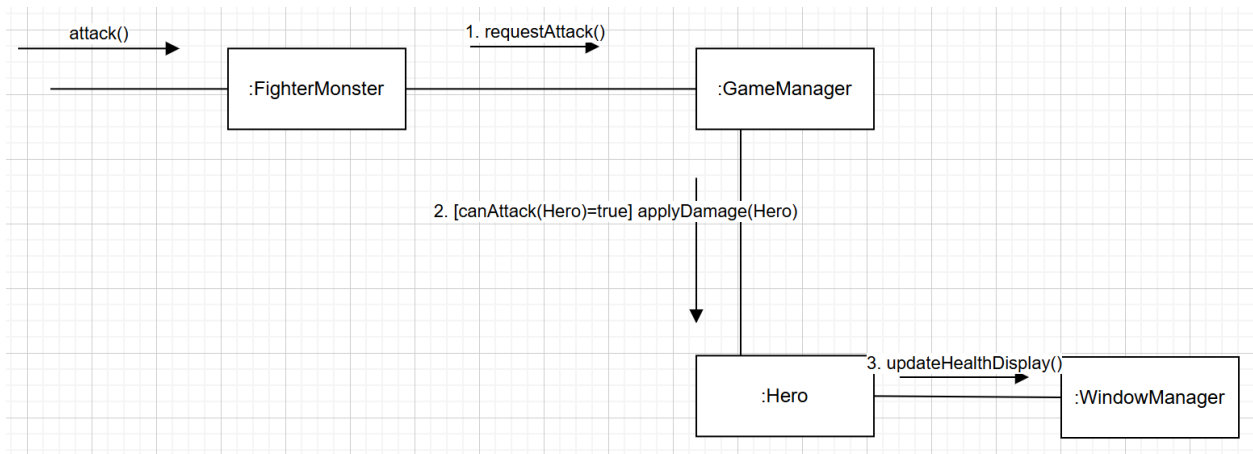 attack()
1. requestAttack()
:FighterMonster
:GameManager
2. [canAttack(Hero)=true] applyDamage(Hero)
3. updateHealthDisplay()
:Hero
:WindowManager